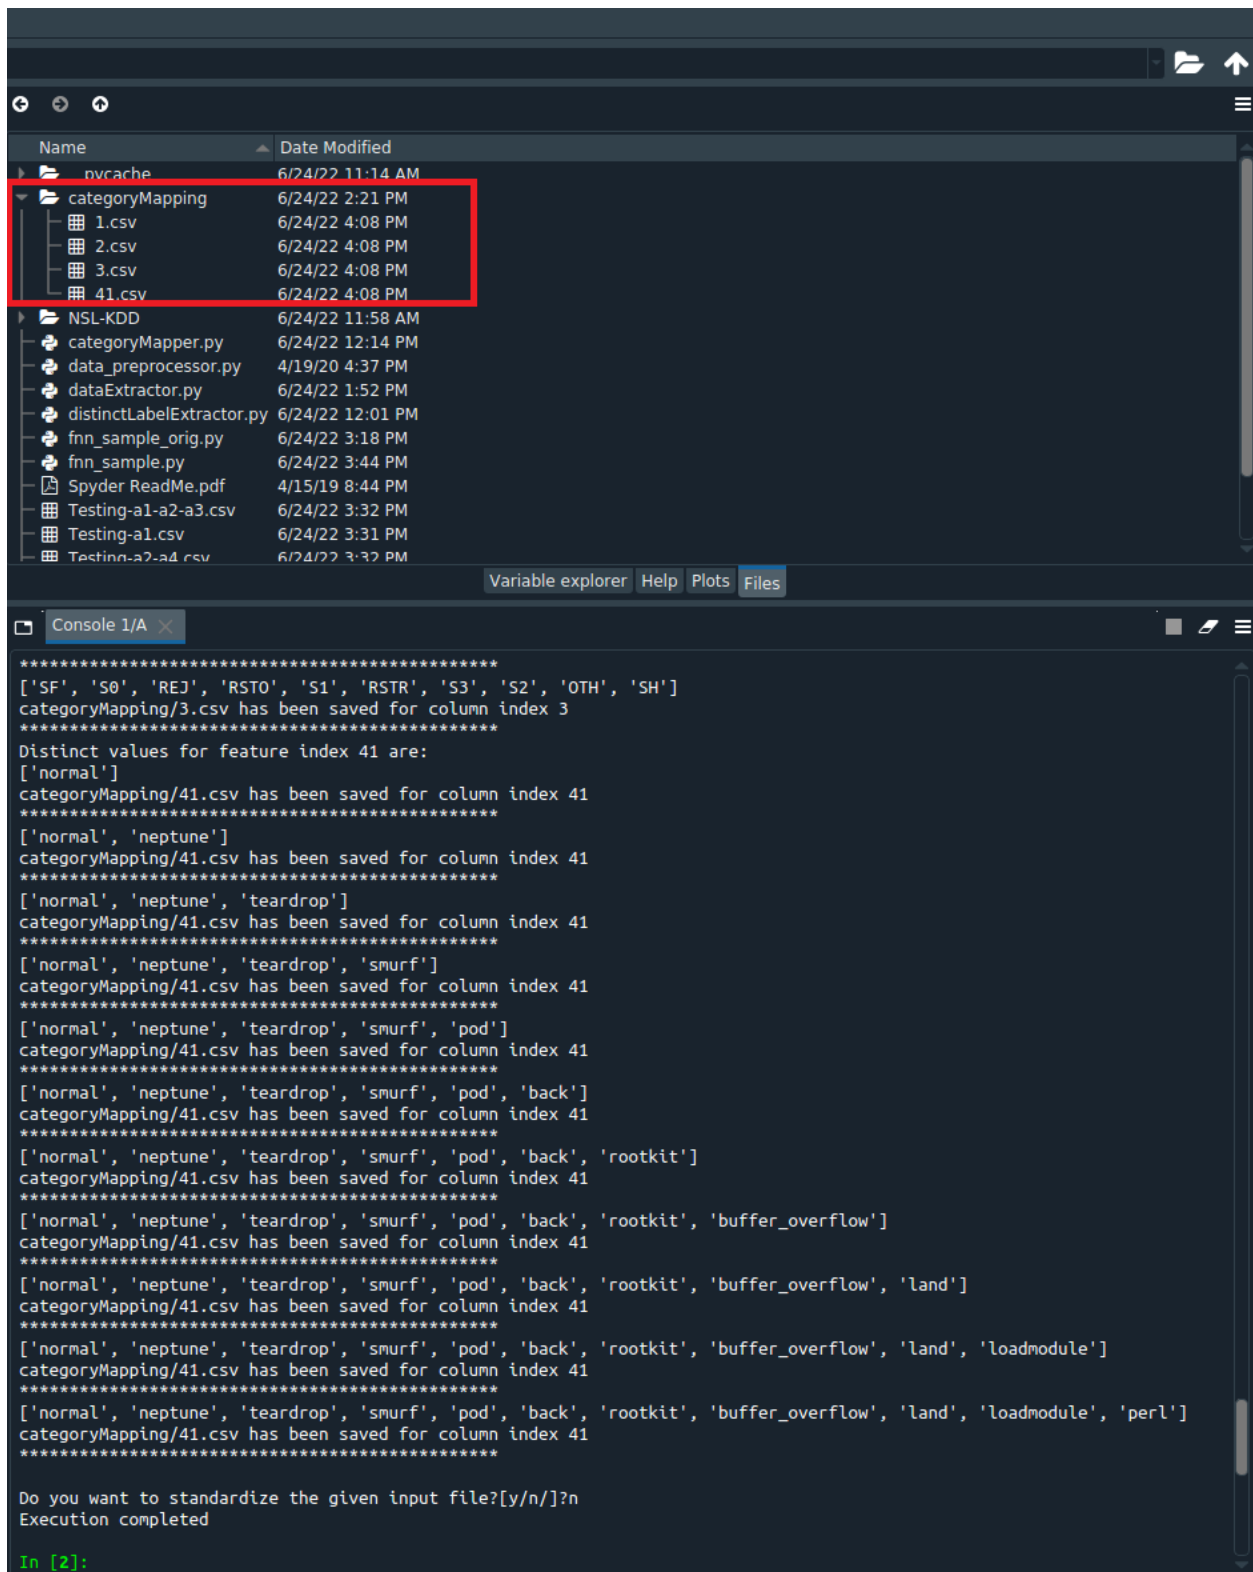 Name Date Modified
__pycache__ 6/24/22 11:14 AM
categoryMapping 6/24/22 2:21 PM
1.csv 6/24/22 4:08 PM
2.csv 6/24/22 4:08 PM
3.csv 6/24/22 4:08 PM
41.csv 6/24/22 4:08 PM
NSL-KDD 6/24/22 11:58 AM
categoryMapper.py 6/24/22 12:14 PM
data_preprocessor.py 4/19/20 4:37 PM
dataExtractor.py 6/24/22 1:52 PM
distinctLabelExtractor.py 6/24/22 12:01 PM
fnn_sample_orig.py 6/24/22 3:18 PM
fnn_sample.py 6/24/22 3:44 PM
Spyder ReadMe.pdf 4/15/19 8:44 PM
Testing-a1-a2-a3.csv 6/24/22 3:32 PM
Testing-a1.csv 6/24/22 3:31 PM
Testing-a2-a4.csv 6/24/22 3:32 PM
Variable explorer Help Plots Files
Console 1/A
************************************************
['SF', 'S0', 'REJ', 'RSTO', 'S1', 'RSTR', 'S3', 'S2', 'OTH', 'SH']
categoryMapping/3.csv has been saved for column index 3
************************************************
Distinct values for feature index 41 are:
['normal']
categoryMapping/41.csv has been saved for column index 41
************************************************
['normal', 'neptune']
categoryMapping/41.csv has been saved for column index 41
************************************************
['normal', 'neptune', 'teardrop']
categoryMapping/41.csv has been saved for column index 41
************************************************
['normal', 'neptune', 'teardrop', 'smurf']
categoryMapping/41.csv has been saved for column index 41
************************************************
['normal', 'neptune', 'teardrop', 'smurf', 'pod']
categoryMapping/41.csv has been saved for column index 41
************************************************
['normal', 'neptune', 'teardrop', 'smurf', 'pod', 'back']
categoryMapping/41.csv has been saved for column index 41
************************************************
['normal', 'neptune', 'teardrop', 'smurf', 'pod', 'back', 'rootkit']
categoryMapping/41.csv has been saved for column index 41
************************************************
['normal', 'neptune', 'teardrop', 'smurf', 'pod', 'back', 'rootkit', 'buffer_overflow']
categoryMapping/41.csv has been saved for column index 41
************************************************
['normal', 'neptune', 'teardrop', 'smurf', 'pod', 'back', 'rootkit', 'buffer_overflow', 'land']
categoryMapping/41.csv has been saved for column index 41
************************************************
['normal', 'neptune', 'teardrop', 'smurf', 'pod', 'back', 'rootkit', 'buffer_overflow', 'land', 'loadmodule']
categoryMapping/41.csv has been saved for column index 41
************************************************
['normal', 'neptune', 'teardrop', 'smurf', 'pod', 'back', 'rootkit', 'buffer_overflow', 'land', 'loadmodule', 'perl']
categoryMapping/41.csv has been saved for column index 41
************************************************
Do you want to standardize the given input file?[y/n/]?n
Execution completed
In [2]: